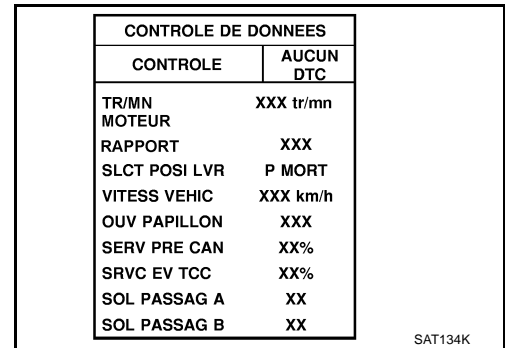 CONTROLE DE DONNEES
CONTROLE AUCUN DTC
TR/MN MOTEUR XXX tr/mn
RAPPORT XXX
SLCT POSI LVR P MORT
VITESS VEHIC XXX km/h
OUV PAPILLON XXX
SERV PRE CAN XX%
SRVC EV TCC XX%
SOL PASSAG A XX
SOL PASSAG B XX
SAT134K